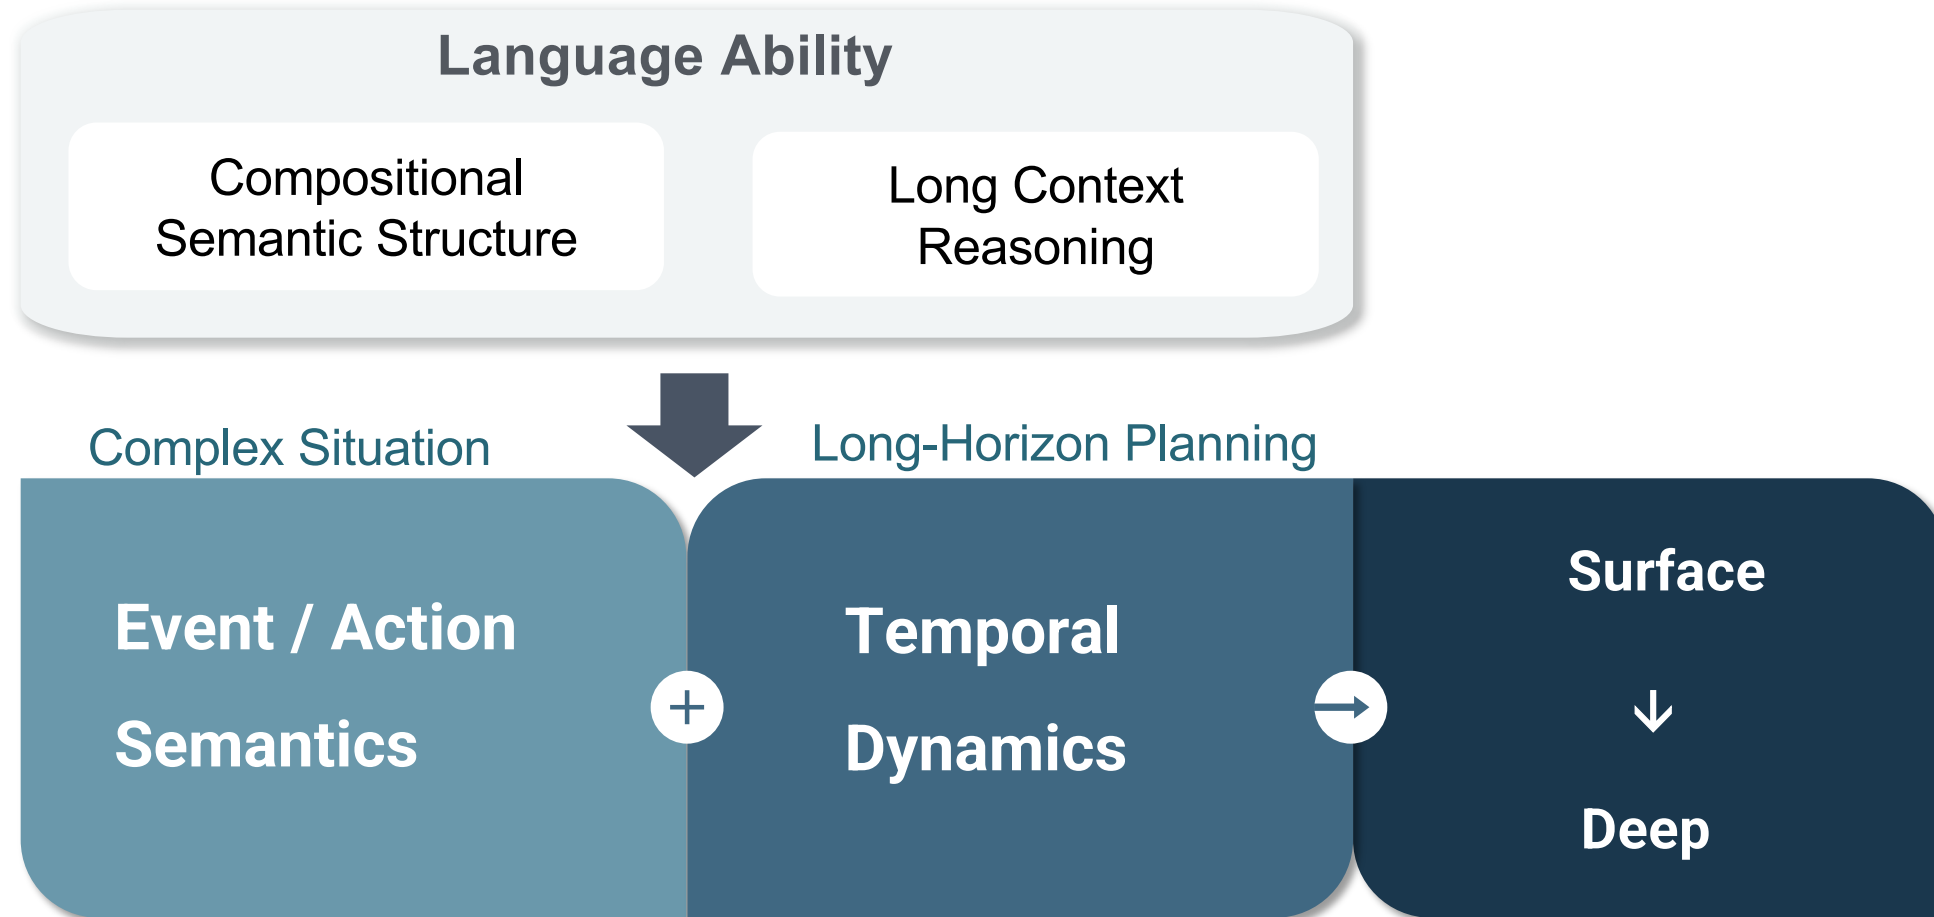 Language Ability
Compositional
Semantic Structure
Long Context
Reasoning
Complex Situation
Long-Horizon Planning
Event / Action
Semantics
+
Temporal
Dynamics
→
Surface
↓
Deep